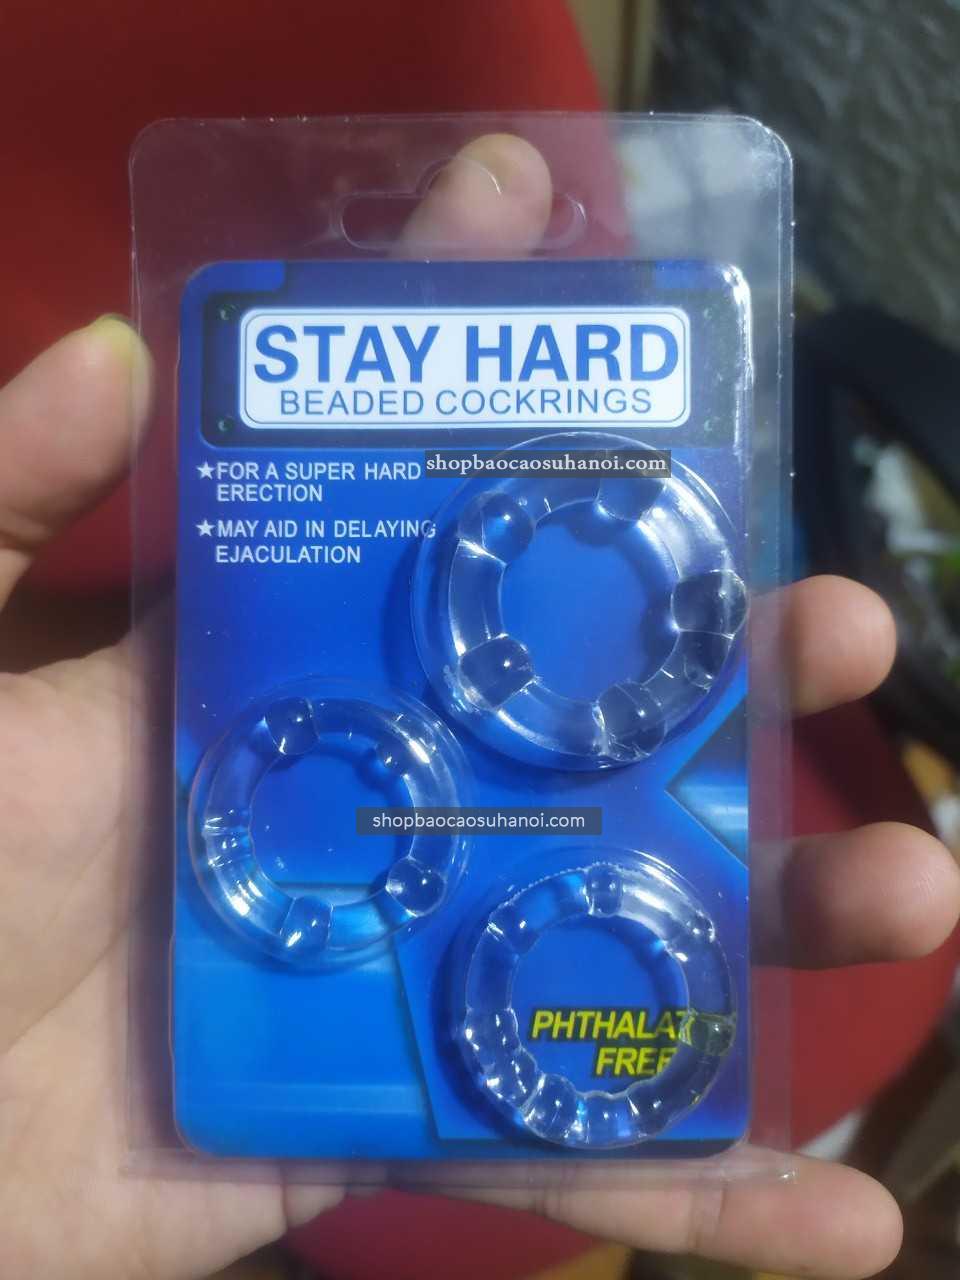 STAY HARD
BEADED COCKRINGS
★FOR A SUPER HARD
ERECTION
shopbaocaosuhanoi.com
★MAY AID IN DELAYING
EJACULATION
shopbaocaosuhanoi.com
FREE